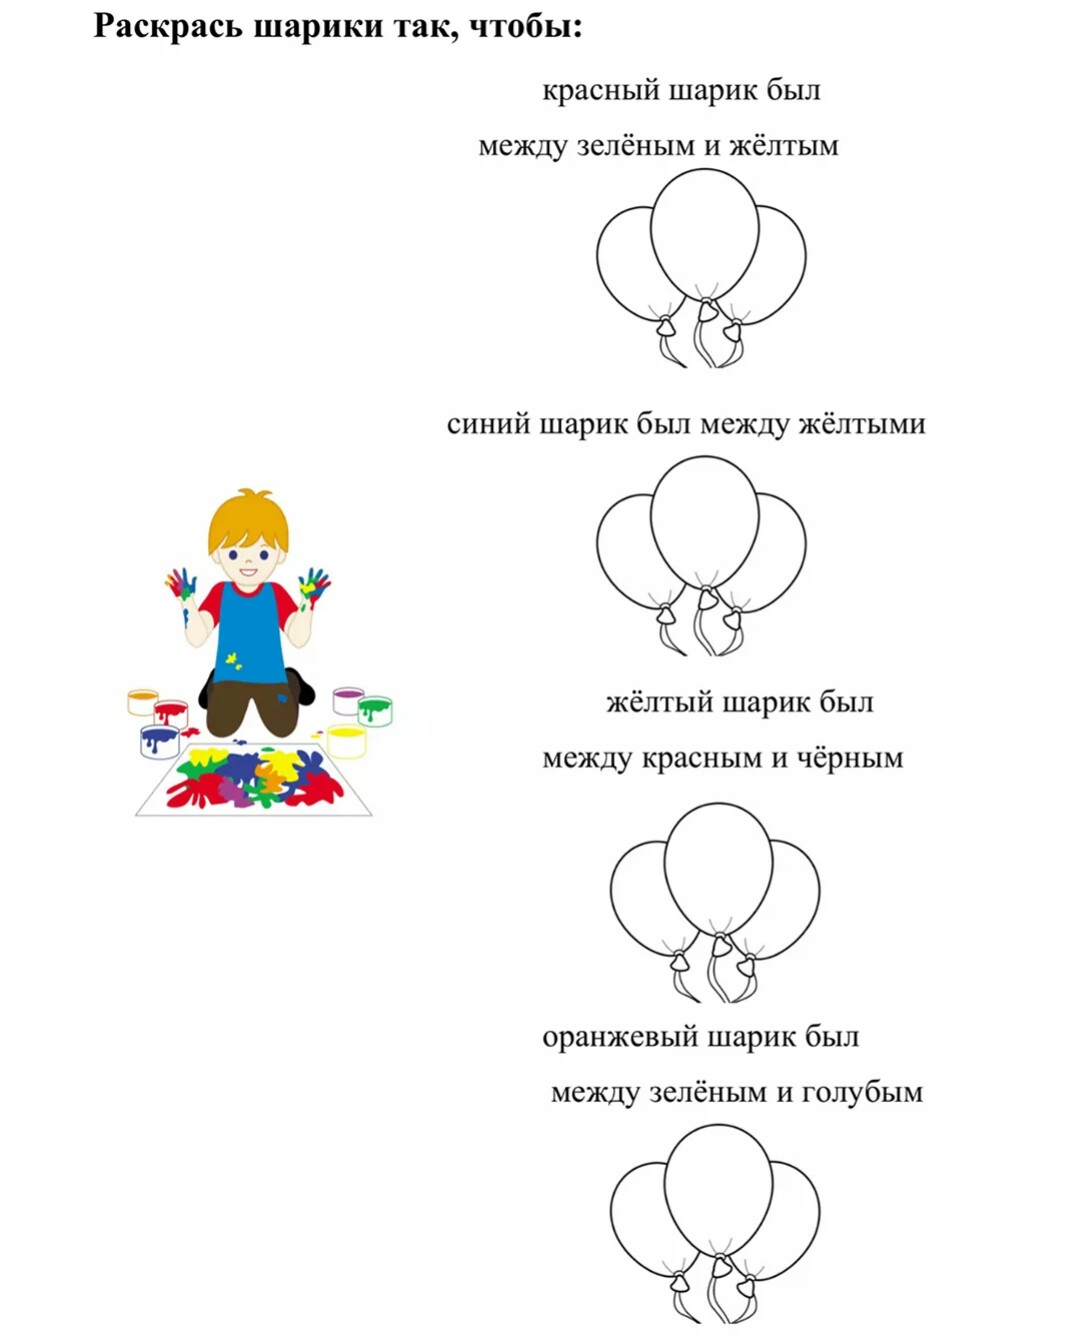 Раскрась шарики так, чтобы:
красный шарик был
между зелёным и жёлтым
синий шарик был между жёлтыми
жёлтый шарик был
между красным и чёрным
оранжевый шарик был
между зелёным и голубым